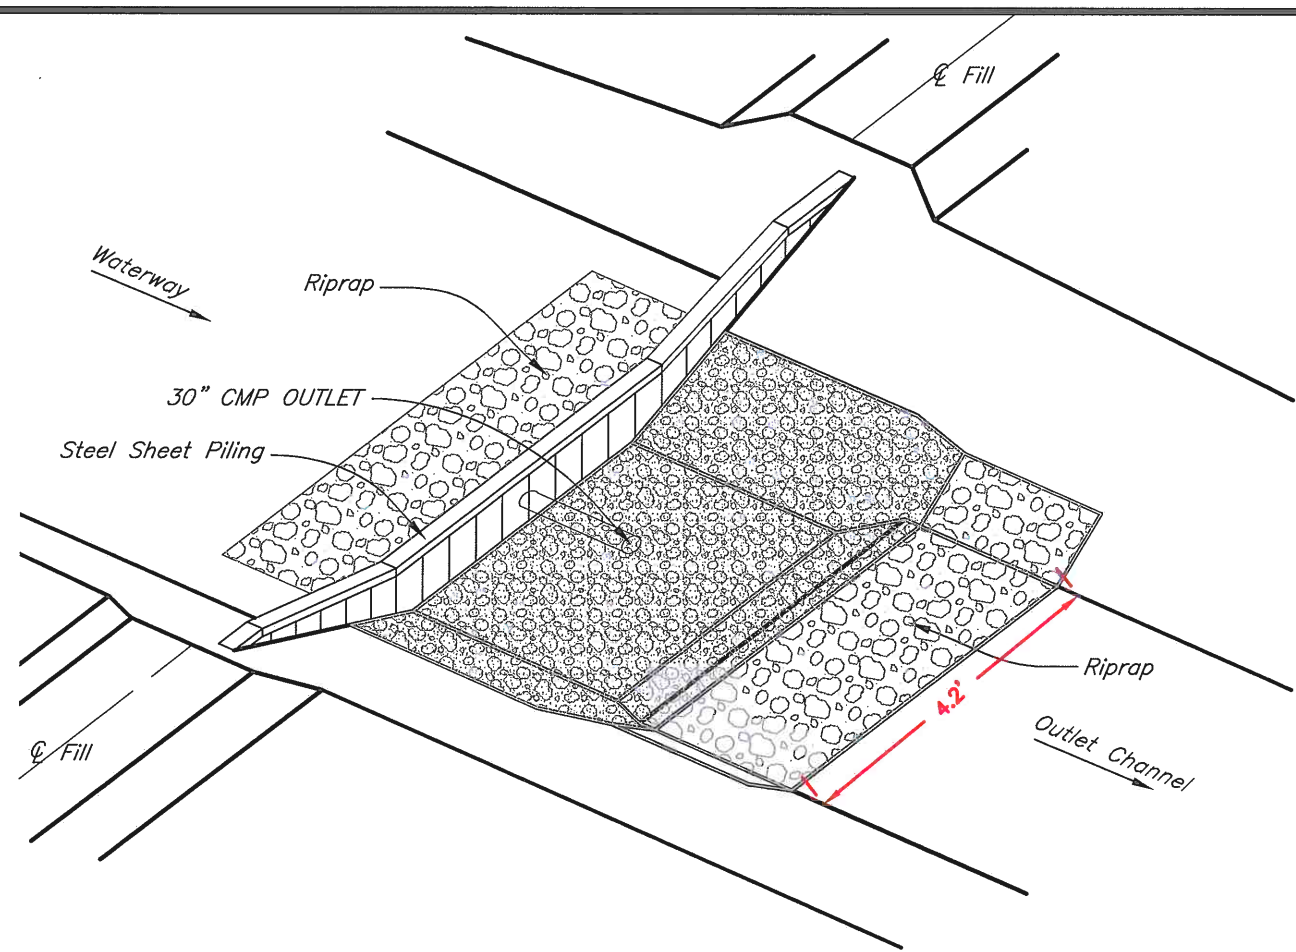 ℄ Fill
Waterway
Riprap
30" CMP OUTLET
Steel Sheet Piling
Riprap
4.2'
Outlet Channel
℄ Fill